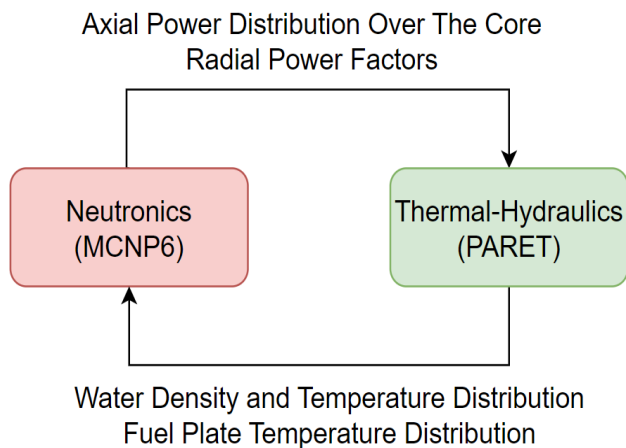 Axial Power Distribution Over The Core
Radial Power Factors
Neutronics
(MCNP6)
Thermal-Hydraulics
(PARET)
Water Density and Temperature Distribution
Fuel Plate Temperature Distribution